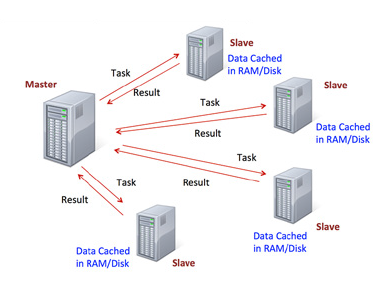 Slave
Data Cached
in RAM/Disk
Master
Task
Result
Slave
Task
Result
Data Cached
in RAM/Disk
Task
Result
Slave
Data Cached
in RAM/Disk
Task
Result
Data Cached
in RAM/Disk
Slave